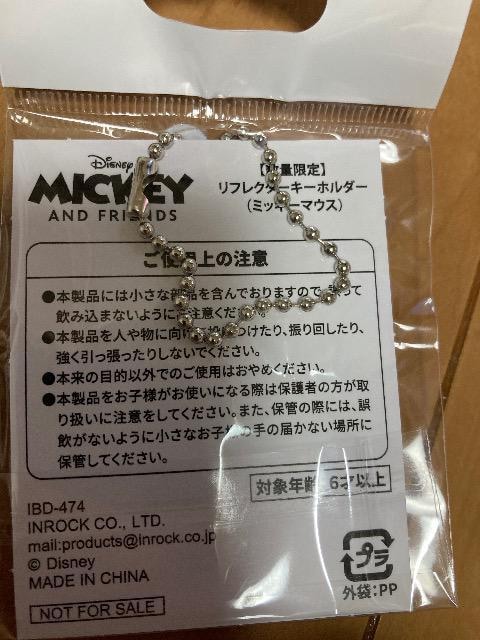 Disney
MICKEY
AND FRIENDS
【数量限定】
リフレクターキーホルダー
（ミッキーマウス）
ご使用上の注意
●本製品には小さな部品を含んでおりますので、誤って
飲み込まないようにご注意ください。
●本製品を人や物に向けて投げつけたり、振り回したり、
強く引っ張ったりしないでください。
●本来の目的以外でのご使用はおやめください。
●本製品をお子様がお使いになる際は保護者の方が取
り扱いに注意をしてください。また、保管の際には、誤
飲がないように小さなお子様の手の届かない場所に
保管してください。
対象年齢 6才以上
IBD-474
INROCK CO., LTD.
mail:products@inrock.co.jp
© Disney
MADE IN CHINA
NOT FOR SALE
プラ
外袋:PP